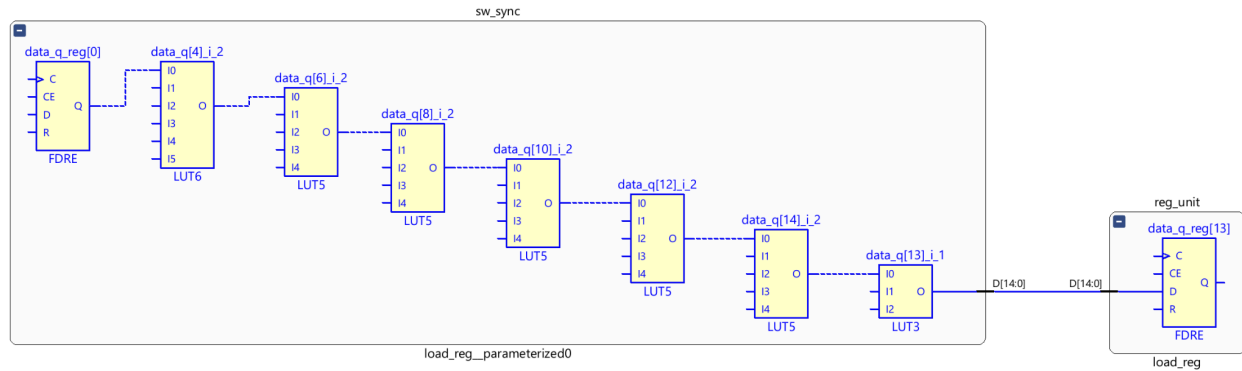 sw_sync
data_q_reg[0]
C
CE
D
R
Q
FDRE
data_q[4]_i_2
I0
I1
I2
I3
I4
I5
O
LUT6
data_q[6]_i_2
I0
I1
I2
I3
I4
O
LUT5
data_q[8]_i_2
I0
I1
I2
I3
I4
O
LUT5
data_q[10]_i_2
I0
I1
I2
I3
I4
O
LUT5
data_q[12]_i_2
I0
I1
I2
I3
I4
O
LUT5
data_q[14]_i_2
I0
I1
I2
I3
I4
O
LUT5
data_q[13]_i_1
I0
I1
I2
O
LUT3
D[14:0]
load_reg__parameterized0
reg_unit
D[14:0]
data_q_reg[13]
C
CE
D
R
Q
FDRE
load_reg